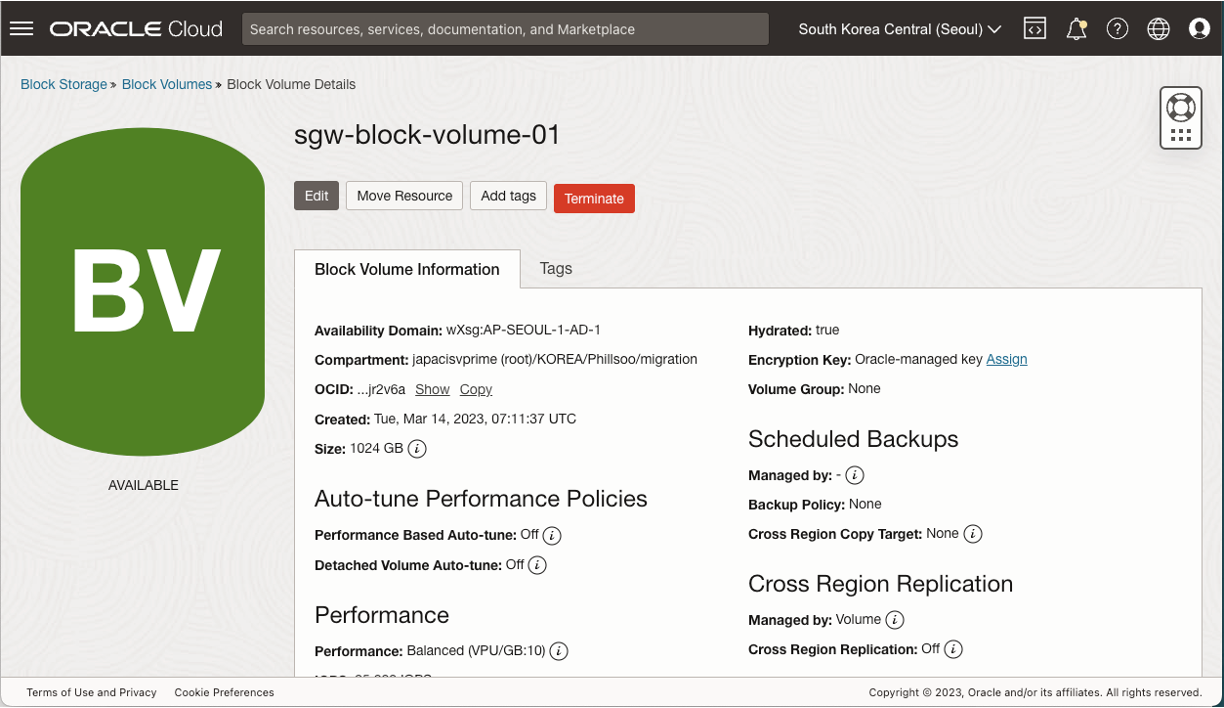 ORACLE Cloud
Search resources, services, documentation, and Marketplace
South Korea Central (Seoul)
Block Storage » Block Volumes » Block Volume Details
BV
AVAILABLE
sgw-block-volume-01
Edit Move Resource Add tags Terminate
Block Volume Information Tags
Availability Domain: wXsg:AP-SEOUL-1-AD-1
Compartment: japacisvprime (root)/KOREA/Phillsoo/migration
OCID: ...jr2v6a Show Copy
Created: Tue, Mar 14, 2023, 07:11:37 UTC
Size: 1024 GB
Auto-tune Performance Policies
Performance Based Auto-tune: Off
Detached Volume Auto-tune: Off
Performance
Performance: Balanced (VPU/GB:10)
Hydrated: true
Encryption Key: Oracle-managed key Assign
Volume Group: None
Scheduled Backups
Managed by: -
Backup Policy: None
Cross Region Copy Target: None
Cross Region Replication
Managed by: Volume
Cross Region Replication: Off
Terms of Use and Privacy Cookie Preferences
Copyright © 2023, Oracle and/or its affiliates. All rights reserved.